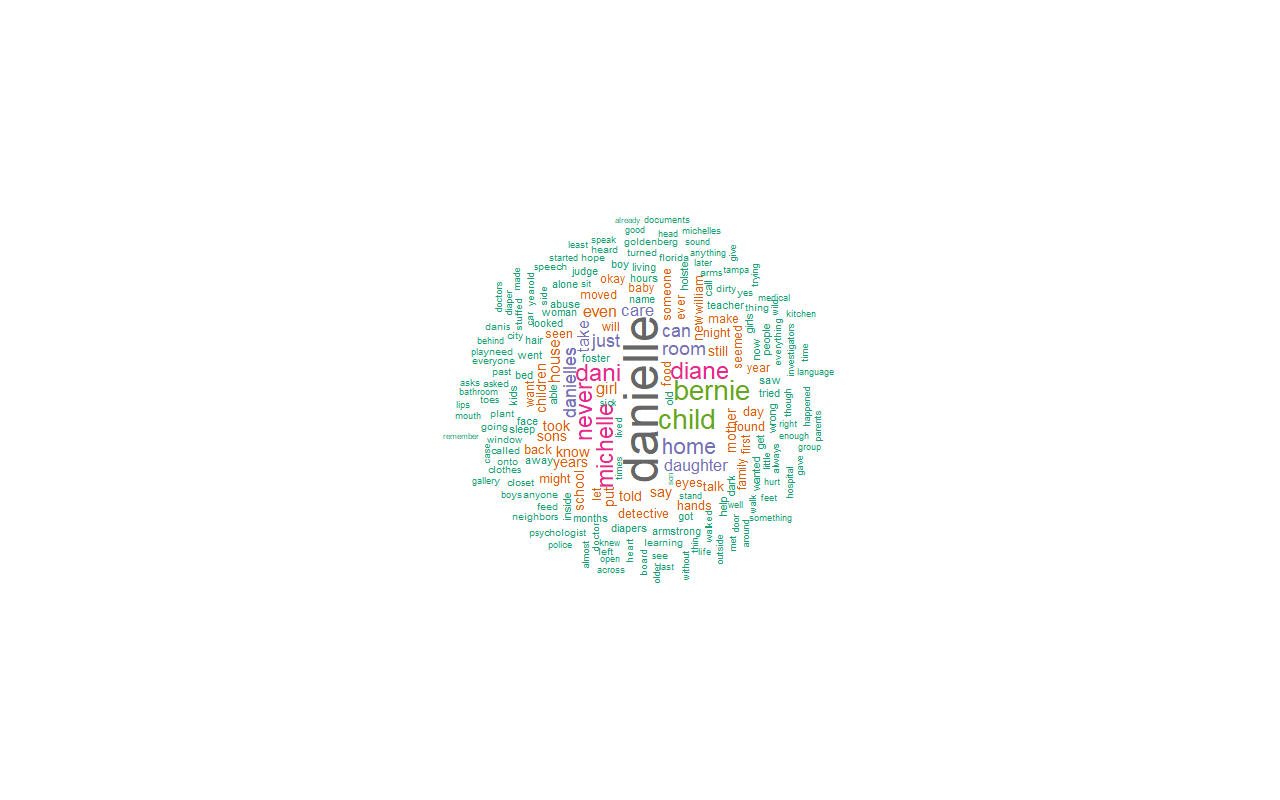 already
documents
good
head
michelles
least
speak
goldenberg
sound
heard
turned
anything
give
started
hope
florida
later
speech
boy
living
holster
arms
tampa
trying
made
judge
okay
hours
someone
call
yearold
alone
sit
baby
william
dirty
yes
doctors
diaper
side
moved
name
ever
medical
stuffed
car
abuse
even
care
new
teacher
thing
wild
woman
make
kitchen
danis
looked
will
danielle
can
night
girls
people
everything
city
seen
take
just
seemed
investigators
behind
hair
room
still
now
time
playneed
went
house
danielles
foster
food
year
everyone
past
bed
dani
diane
saw
language
asks
asked
want
children
able
never
girl
bernie
tried
though
happened
bathroom
kids
sick
old
toes
lips
michelle
lived
child
mother
day
wrong
parents
mouth
plant
face
took
found
right
going
sleep
sons
first
get
enough
remember
window
home
always
group
case
called
back
know
little
gave
onto
away
years
times
daughter
family
wanted
clothes
son
hospital
gallery
closet
might
school
eyes
talk
dark
hurt
boys
anyone
inside
let
put
told
say
stand
help
walk
feet
feed
hands
well
neighbors
months
detective
got
walked
door
something
psychologist
doctor
diapers
armstrong
around
police
almost
knew
heart
learning
thin
outside
met
left
board
see
life
open
last
without
across
older